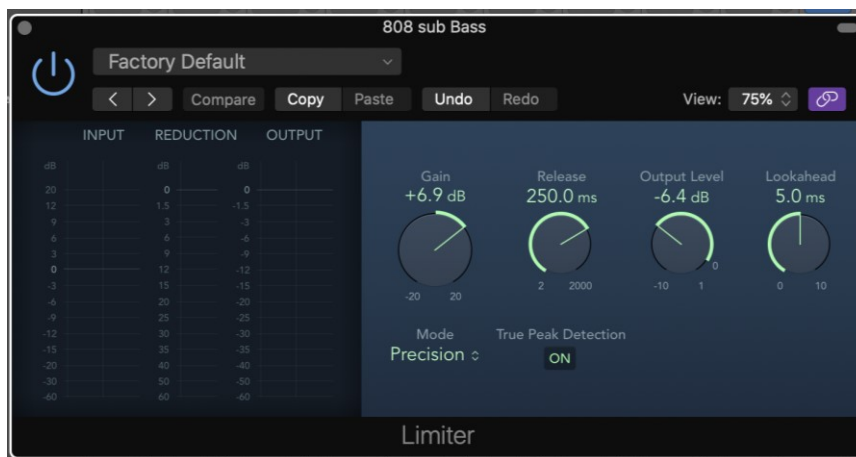 808 sub Bass
Factory Default
Compare Copy Paste Undo Redo View: 75%
INPUT REDUCTION OUTPUT
dB dB dB
20 0 0
12 1.5 -1.5
9 3 -3
6 6 -6
3 9 -9
0 12 -12
-3 15 -15
-6 20 -20
-9 25 -25
-12 30 -30
-15 35 -35
-20 40 -40
-30 50 -50
-60 60 -60
Gain Release Output Level Lookahead
+6.9 dB 250.0 ms -6.4 dB 5.0 ms
0
-20 20 2 2000 -10 1 0 10
Mode True Peak Detection
Precision ON
Limiter